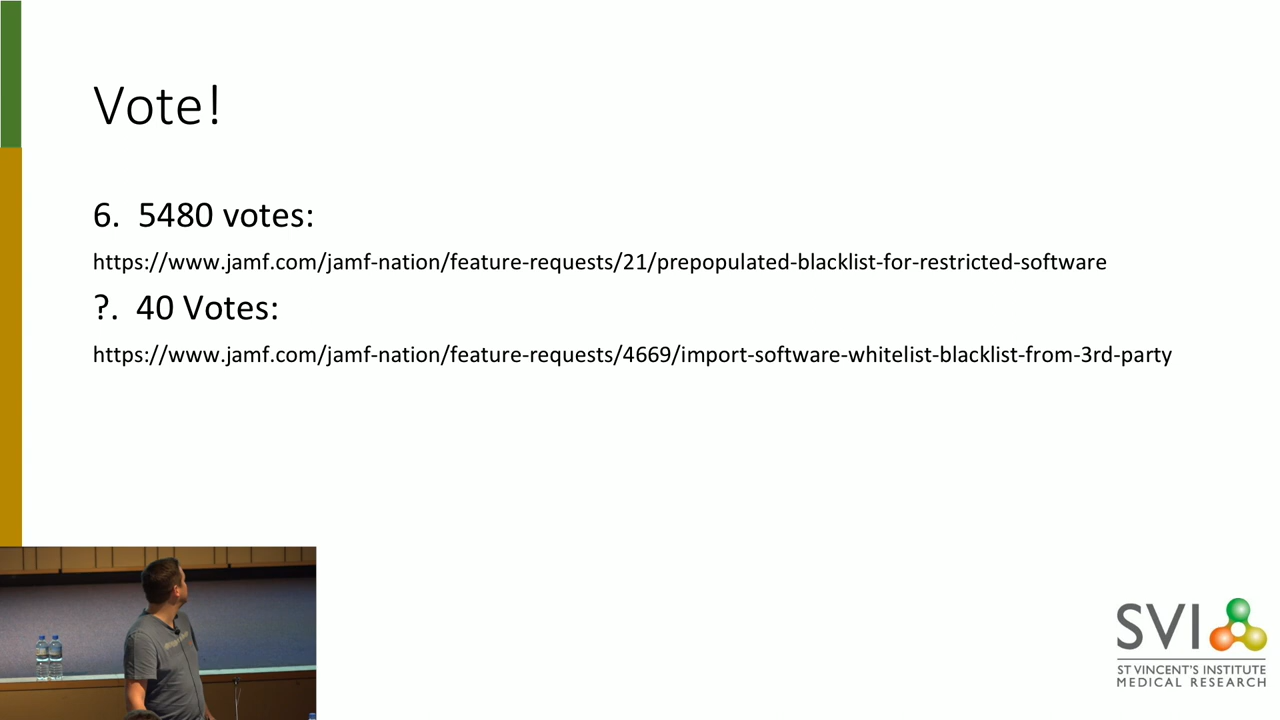 Vote!
6. 5480 votes:
https://www.jamf.com/jamf-nation/feature-requests/21/prepopulated-blacklist-for-restricted-software
?. 40 Votes:
https://www.jamf.com/jamf-nation/feature-requests/4669/import-software-whitelist-blacklist-from-3rd-party
SVI
ST VINCENT'S INSTITUTE
MEDICAL RESEARCH